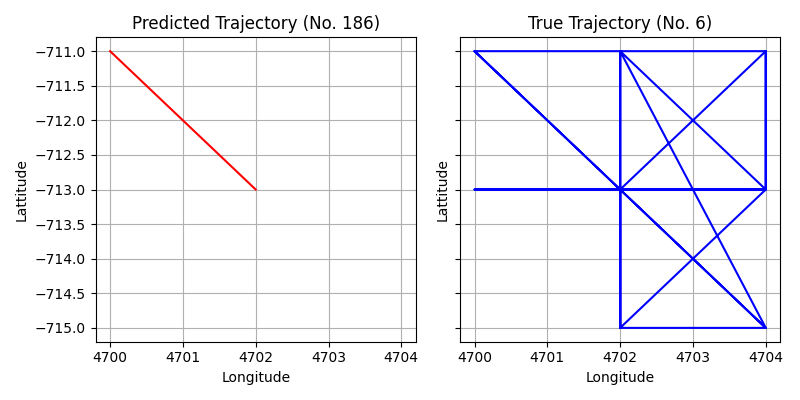 Predicted Trajectory (No. 186)
True Trajectory (No. 6)
−711.0
−711.5
−712.0
−712.5
−713.0
−713.5
−714.0
−714.5
−715.0
Lattitude
Lattitude
4700 4701 4702 4703 4704
4700 4701 4702 4703 4704
Longitude
Longitude